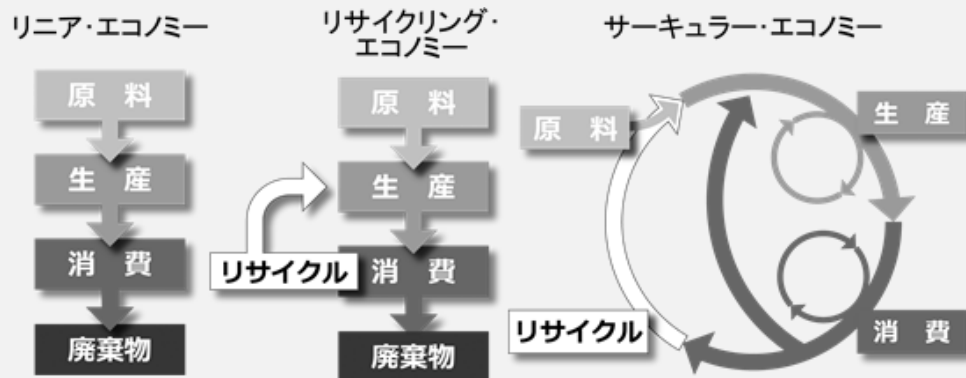 リニア・エコノミー
原料
生産
消費
廃棄物
リサイクリング・
エコノミー
原料
生産
リサイクル
消費
廃棄物
サーキュラー・エコノミー
原料
生産
リサイクル
消費